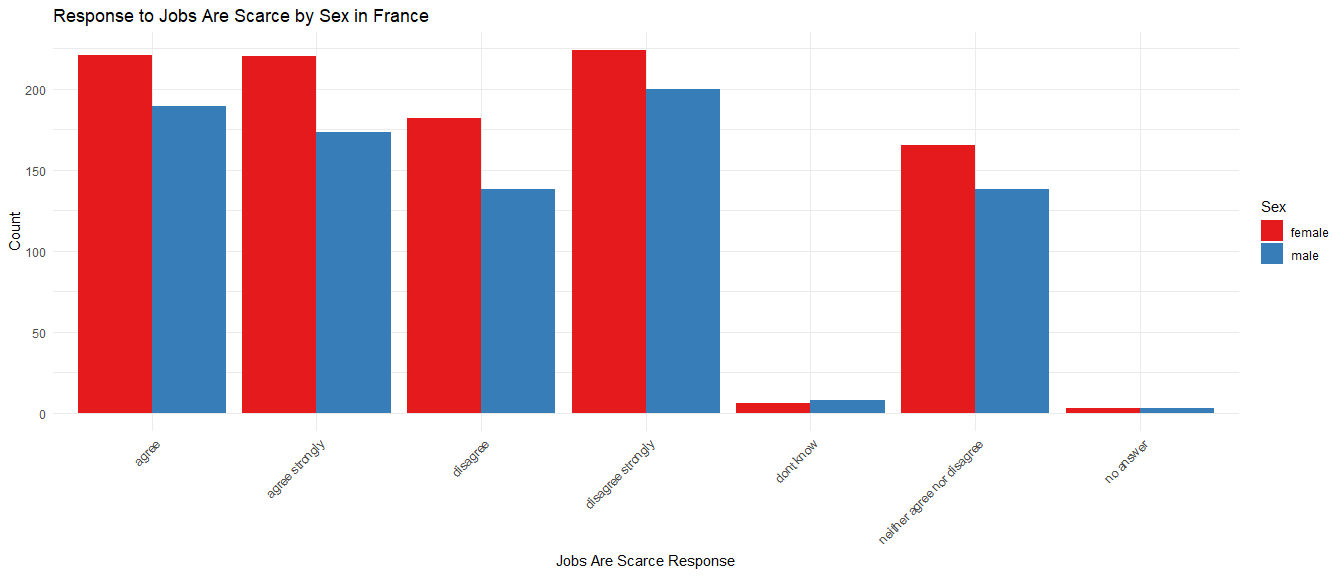 Response to Jobs Are Scarce by Sex in France
Count
200
150
100
50
0
agree
agree strongly
disagree
disagree strongly
dont know
neither agree nor disagree
no answer
Jobs Are Scarce Response
Sex
female
male